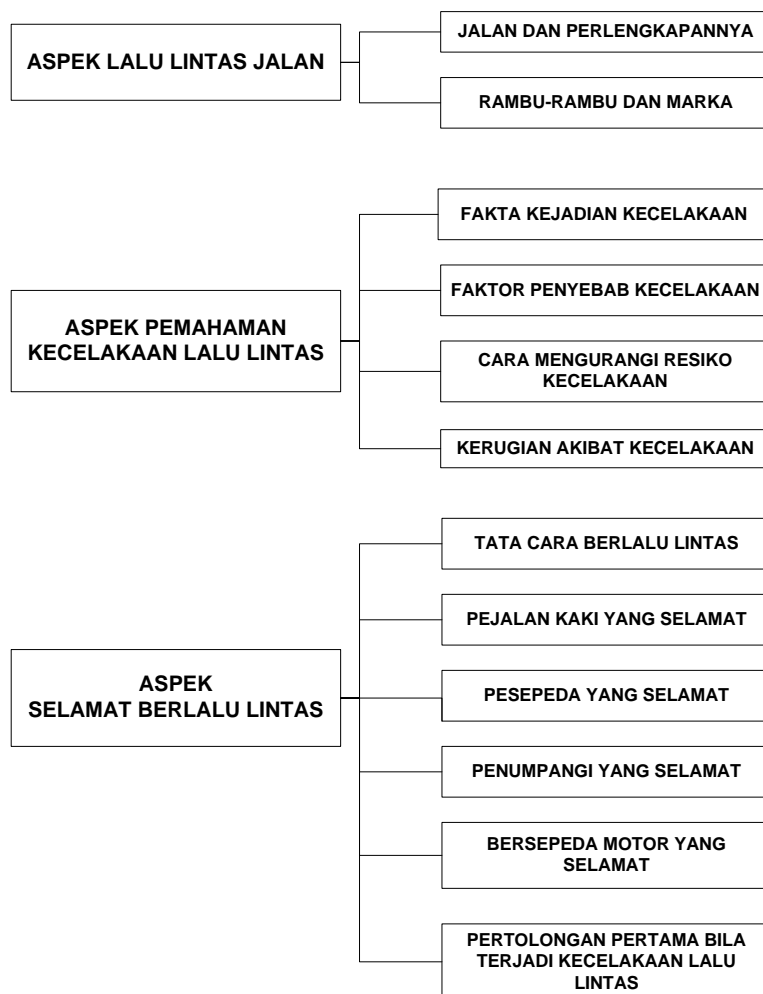 ASPEK LALU LINTAS JALAN
JALAN DAN PERLENGKAPANNYA
RAMBU-RAMBU DAN MARKA
ASPEK PEMAHAMAN
KECELAKAAN LALU LINTAS
FAKTA KEJADIAN KECELAKAAN
FAKTOR PENYEBAB KECELAKAAN
CARA MENGURANGI RESIKO
KECELAKAAN
KERUGIAN AKIBAT KECELAKAAN
ASPEK
SELAMAT BERLALU LINTAS
TATA CARA BERLALU LINTAS
PEJALAN KAKI YANG SELAMAT
PESEPEDA YANG SELAMAT
PENUMPANGI YANG SELAMAT
BERSEPEDA MOTOR YANG
SELAMAT
PERTOLONGAN PERTAMA BILA
TERJADI KECELAKAAN LALU
LINTAS